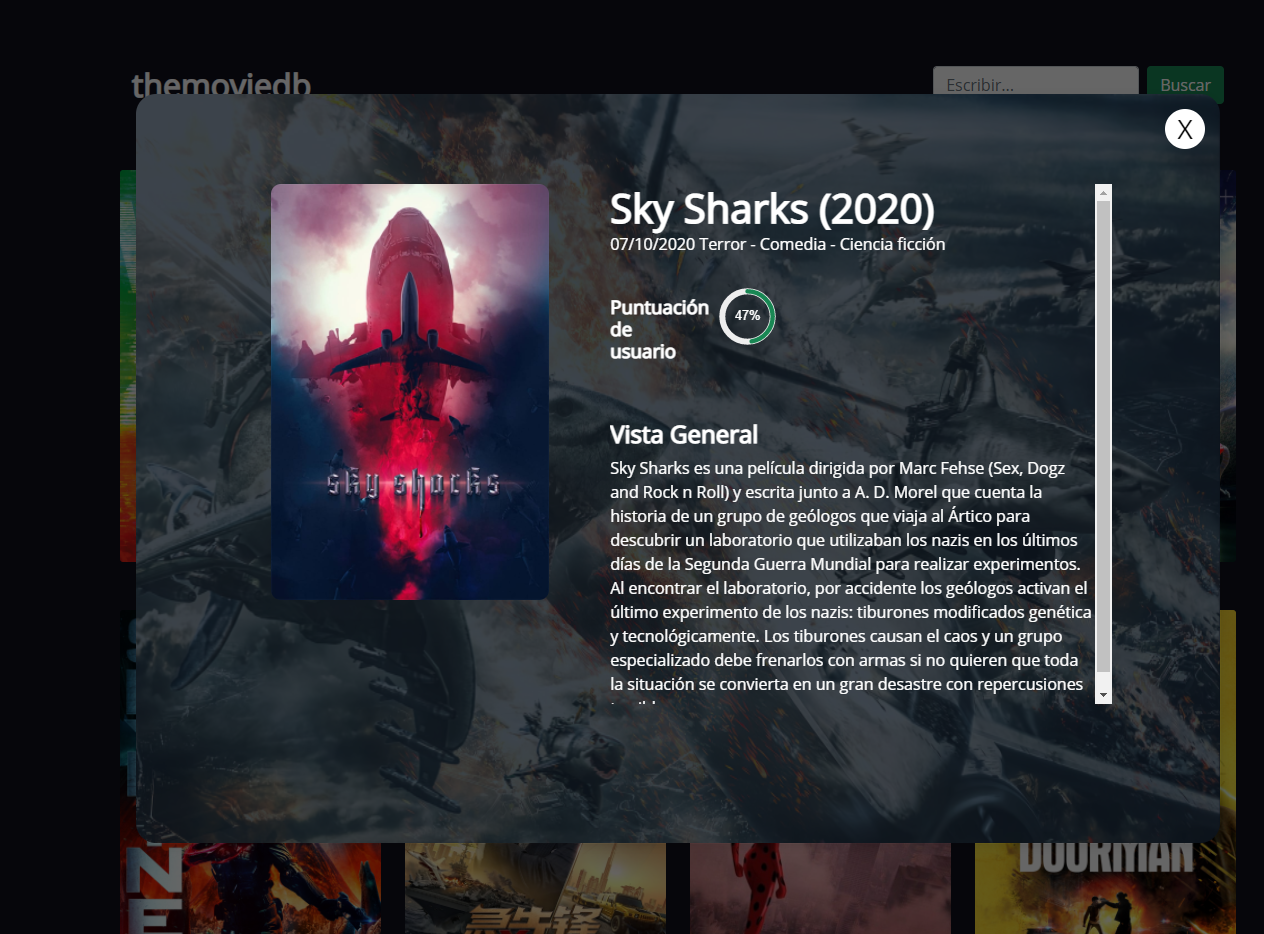 themoviedb
Escribir...
Buscar
X
Sky Sharks (2020)
07/10/2020 Terror - Comedia - Ciencia ficción
Puntuación
de
usuario
47%
sky sharks
Vista General
Sky Sharks es una película dirigida por Marc Fehse (Sex, Dogz
and Rock n Roll) y escrita junto a A. D. Morel que cuenta la
historia de un grupo de geólogos que viaja al Ártico para
descubrir un laboratorio que utilizaban los nazis en los últimos
días de la Segunda Guerra Mundial para realizar experimentos.
Al encontrar el laboratorio, por accidente los geólogos activan el
último experimento de los nazis: tiburones modificados genética
y tecnológicamente. Los tiburones causan el caos y un grupo
especializado debe frenarlos con armas si no quieren que toda
la situación se convierta en un gran desastre con repercusiones
急先锋
DOORMAN